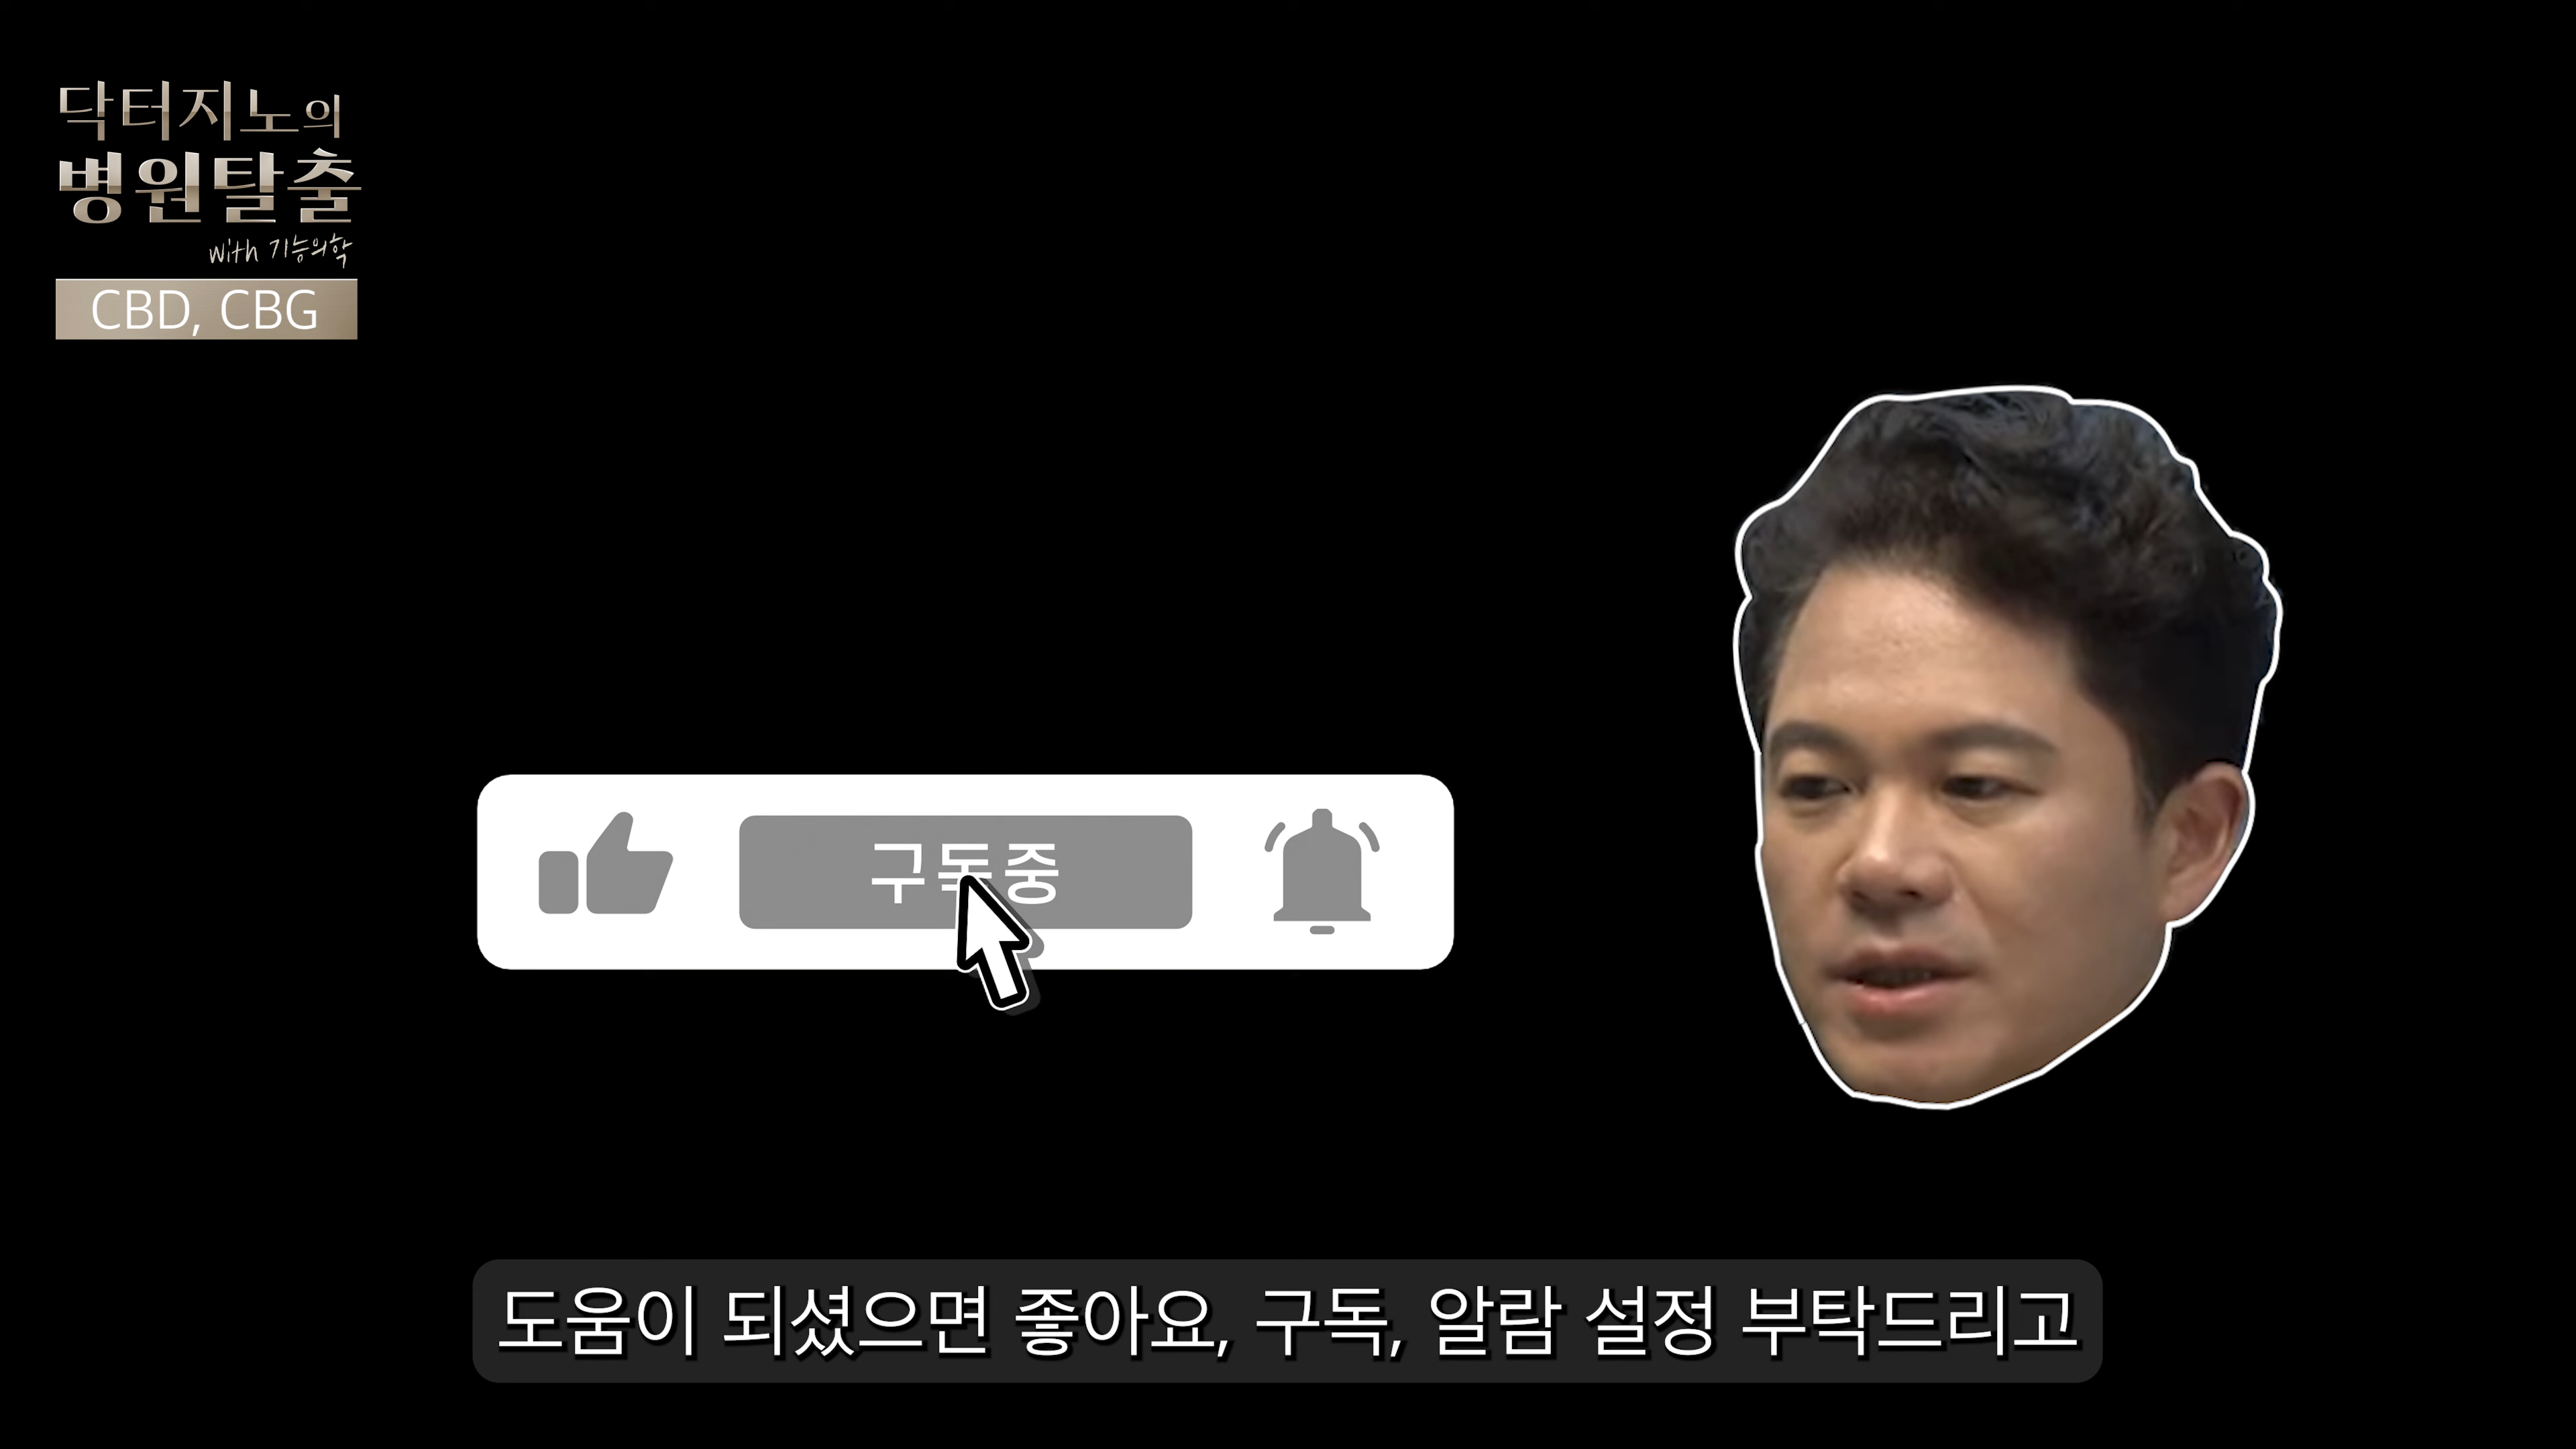 닥터지노의
병원탈출
with 기능의학
CBD, CBG
구독중
도움이 되셨으면 좋아요, 구독, 알람 설정 부탁드리고